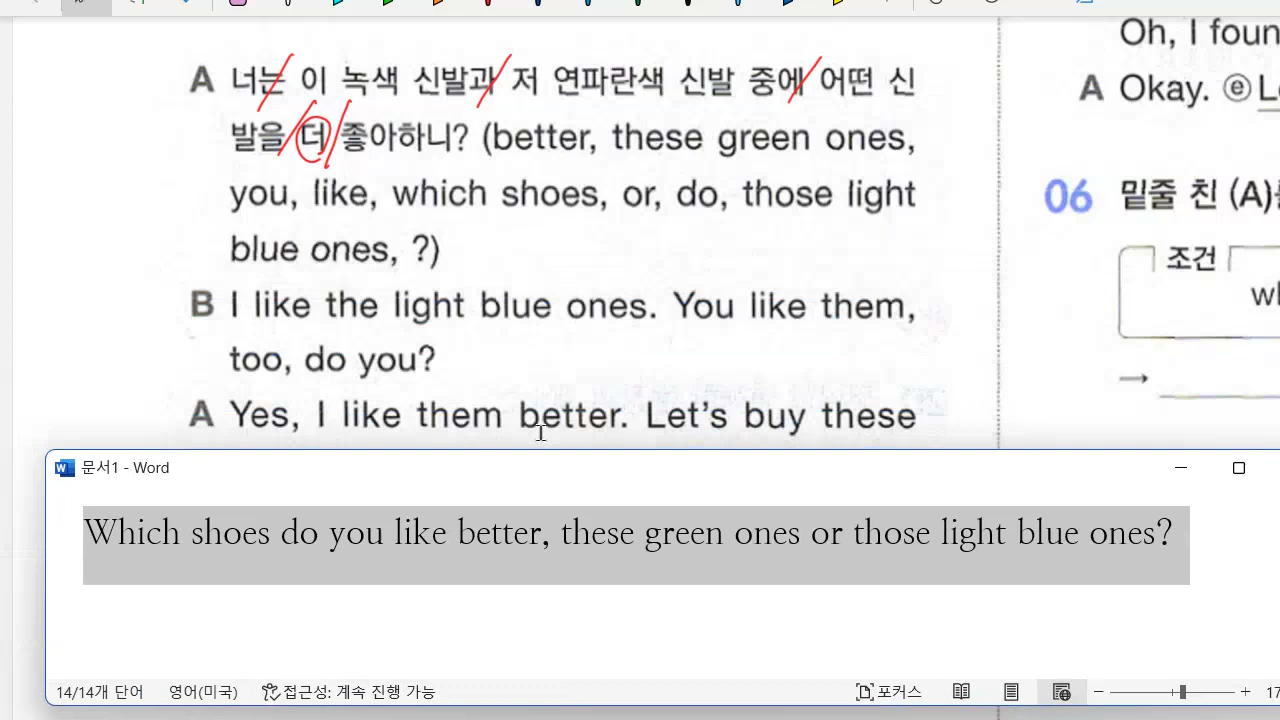 Oh, I foun
A 너는 이 녹색 신발과 저 연파란색 신발 중에 어떤 신
발을 더 좋아하니? (better, these green ones,
you, like, which shoes, or, do, those light
blue ones, ?)
B I like the light blue ones. You like them,
too, do you?
A Yes, I like them better. Let's buy these
A Okay. ⓔ L
06 밑줄 친 (A)
조건
→
문서1 - Word
Which shoes do you like better, these green ones or those light blue ones?
14/14개 단어 영어(미국) 접근성: 계속 진행 가능 포커스 17